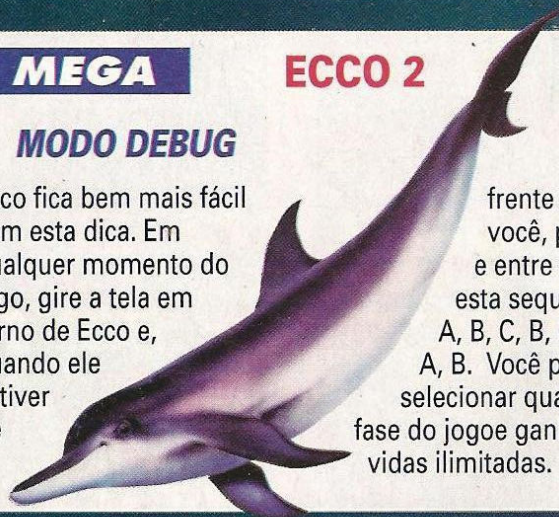 MEGA
ECCO 2
MODO DEBUG
co fica bem mais fácil
m esta dica. Em
ualquer momento do
go, gire a tela em
rno de Ecco e,
uando ele
tiver
frente
você, p
e entre
esta sequ
A, B, C, B,
A, B. Você p
selecionar qua
fase do jogoe gan
vidas ilimitadas.